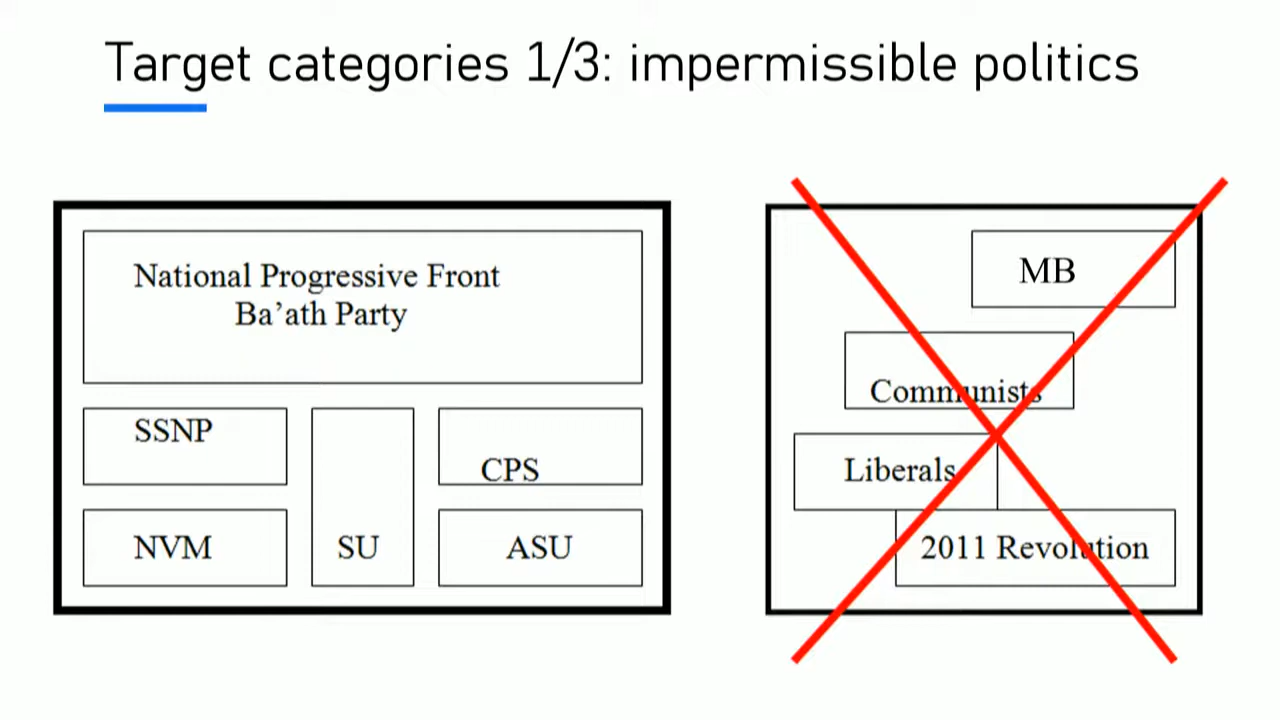 Target categories 1/3: impermissible politics
National Progressive Front
Ba’ath Party
SSNP
CPS
NVM
SU
ASU
MB
Communists
Liberals
2011 Revolution